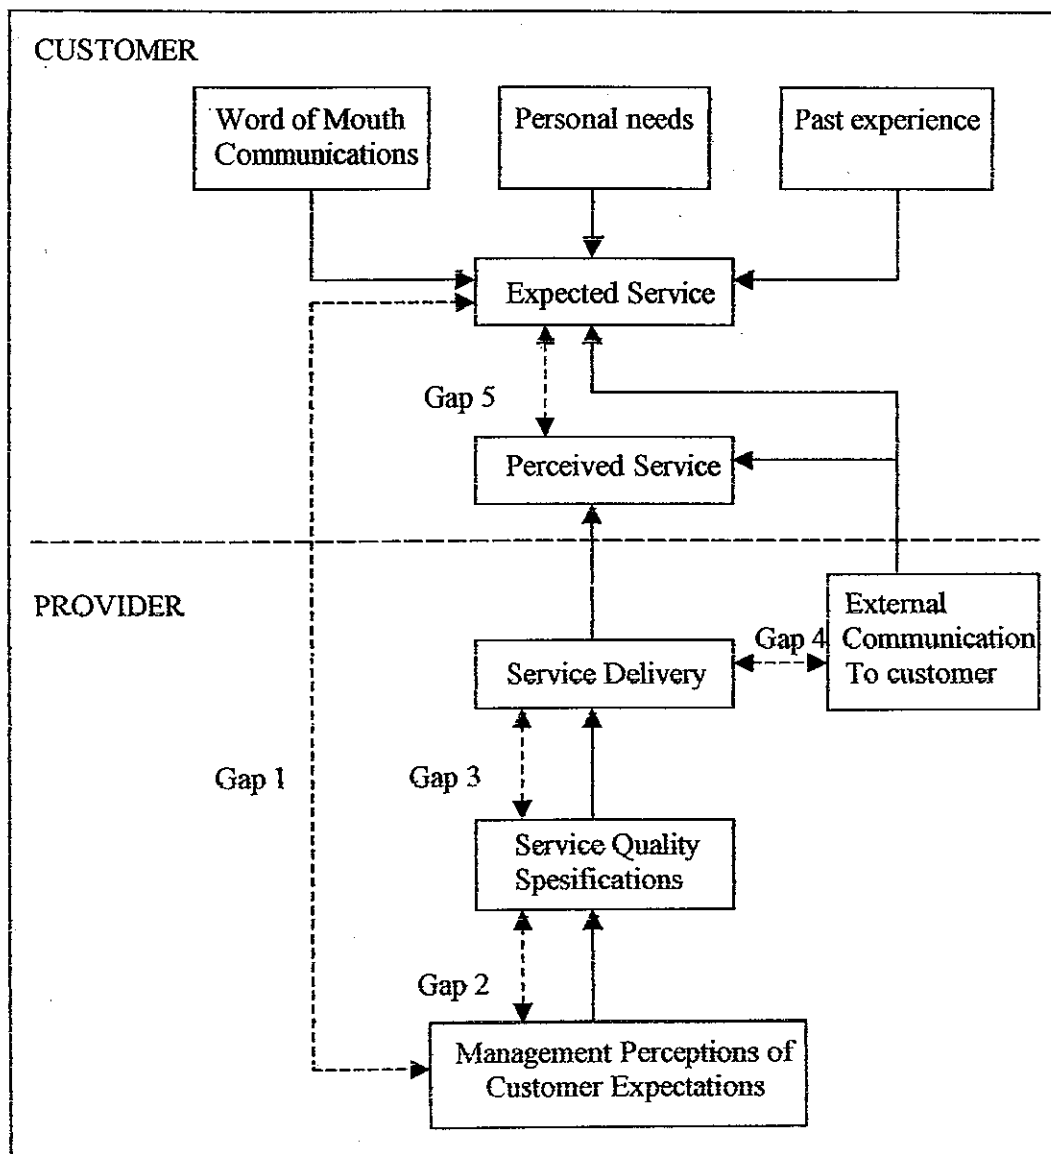 CUSTOMER
Word of Mouth
Communications
Personal needs
Past experience
Expected Service
Gap 5
Perceived Service
PROVIDER
External
Communication
To customer
Gap 4
Service Delivery
Gap 1
Gap 3
Service Quality
Spesifications
Gap 2
Management Perceptions of
Customer Expectations